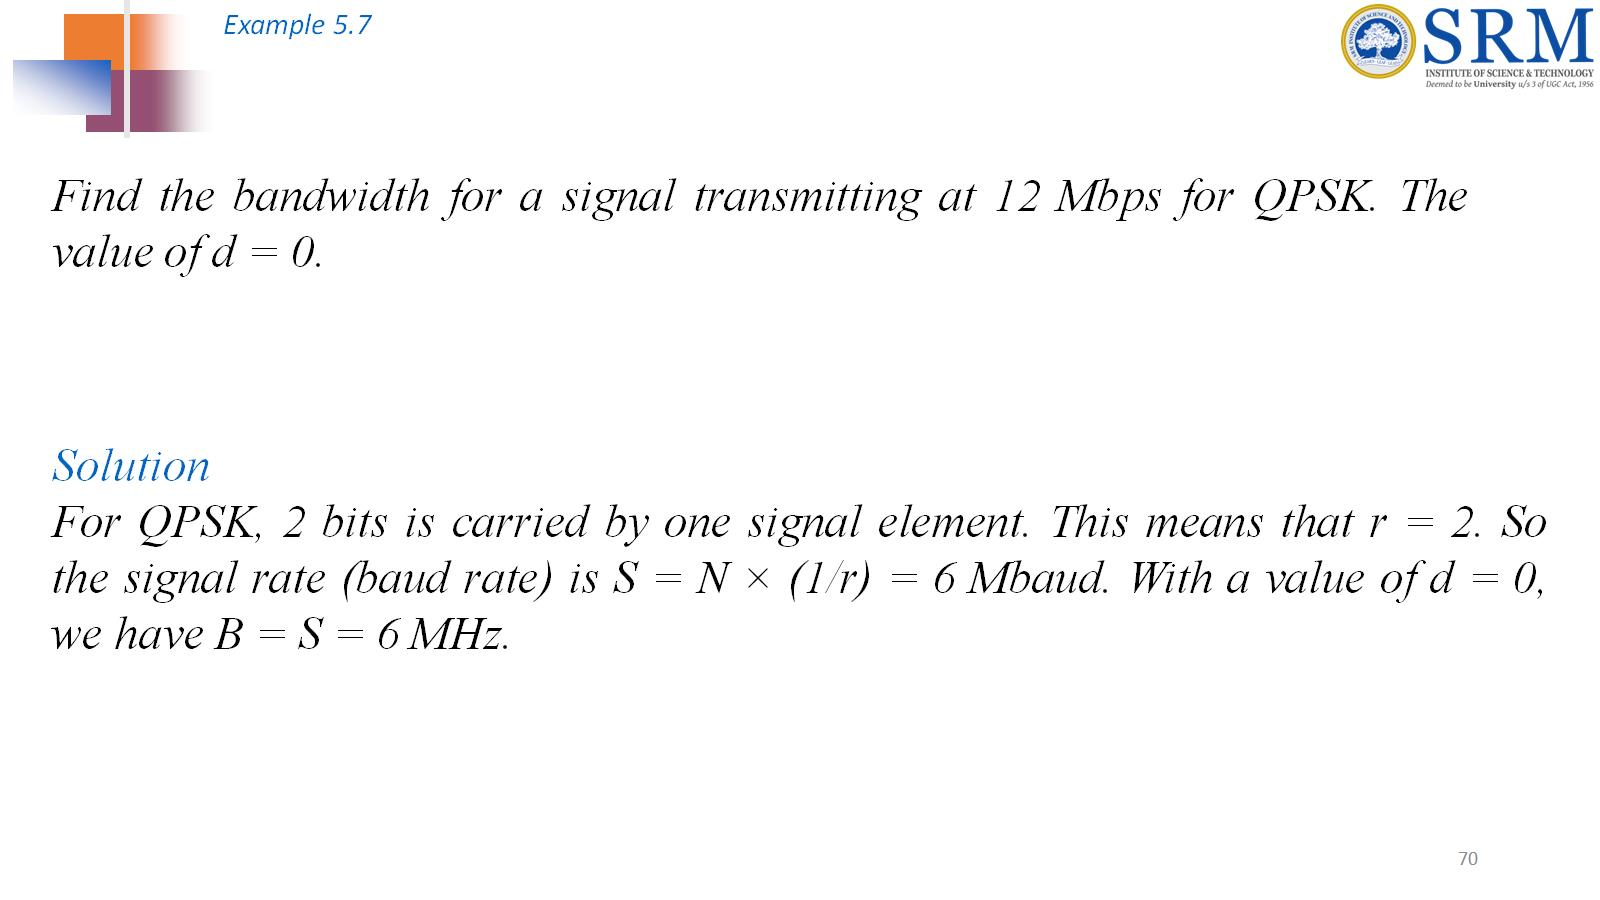 Example 5.7
SRM
INSTITUTE OF SCIENCE & TECHNOLOGY
Deemed to be University u/s 3 of UGC Act, 1956
Find the bandwidth for a signal transmitting at 12 Mbps for QPSK. The
value of d = 0.
Solution
For QPSK, 2 bits is carried by one signal element. This means that r = 2. So
the signal rate (baud rate) is S = N × (1/r) = 6 Mbaud. With a value of d = 0,
we have B = S = 6 MHz.
70